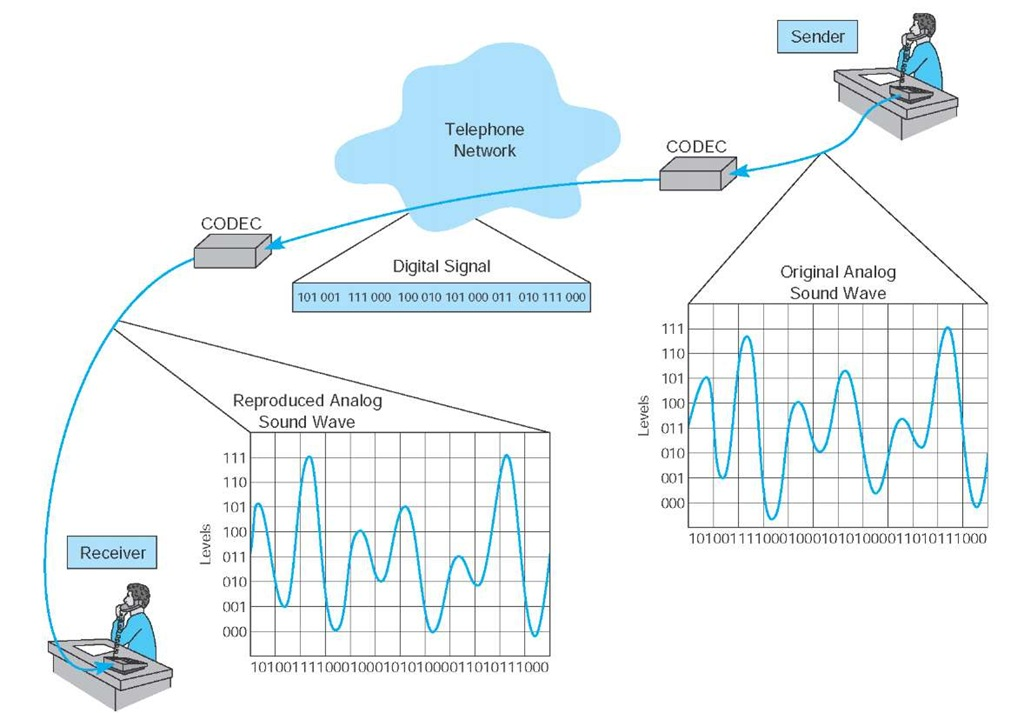 Sender
Telephone
Network
CODEC
CODEC
Digital Signal
101 001 111 000 100 010 101 000 011 010 111 000
Original Analog
Sound Wave
Levels
111
110
101
100
011
010
001
000
101001111000100010101000011010111000
Reproduced Analog
Sound Wave
Levels
111
110
101
100
011
010
001
000
101001111000100010101000011010111000
Receiver